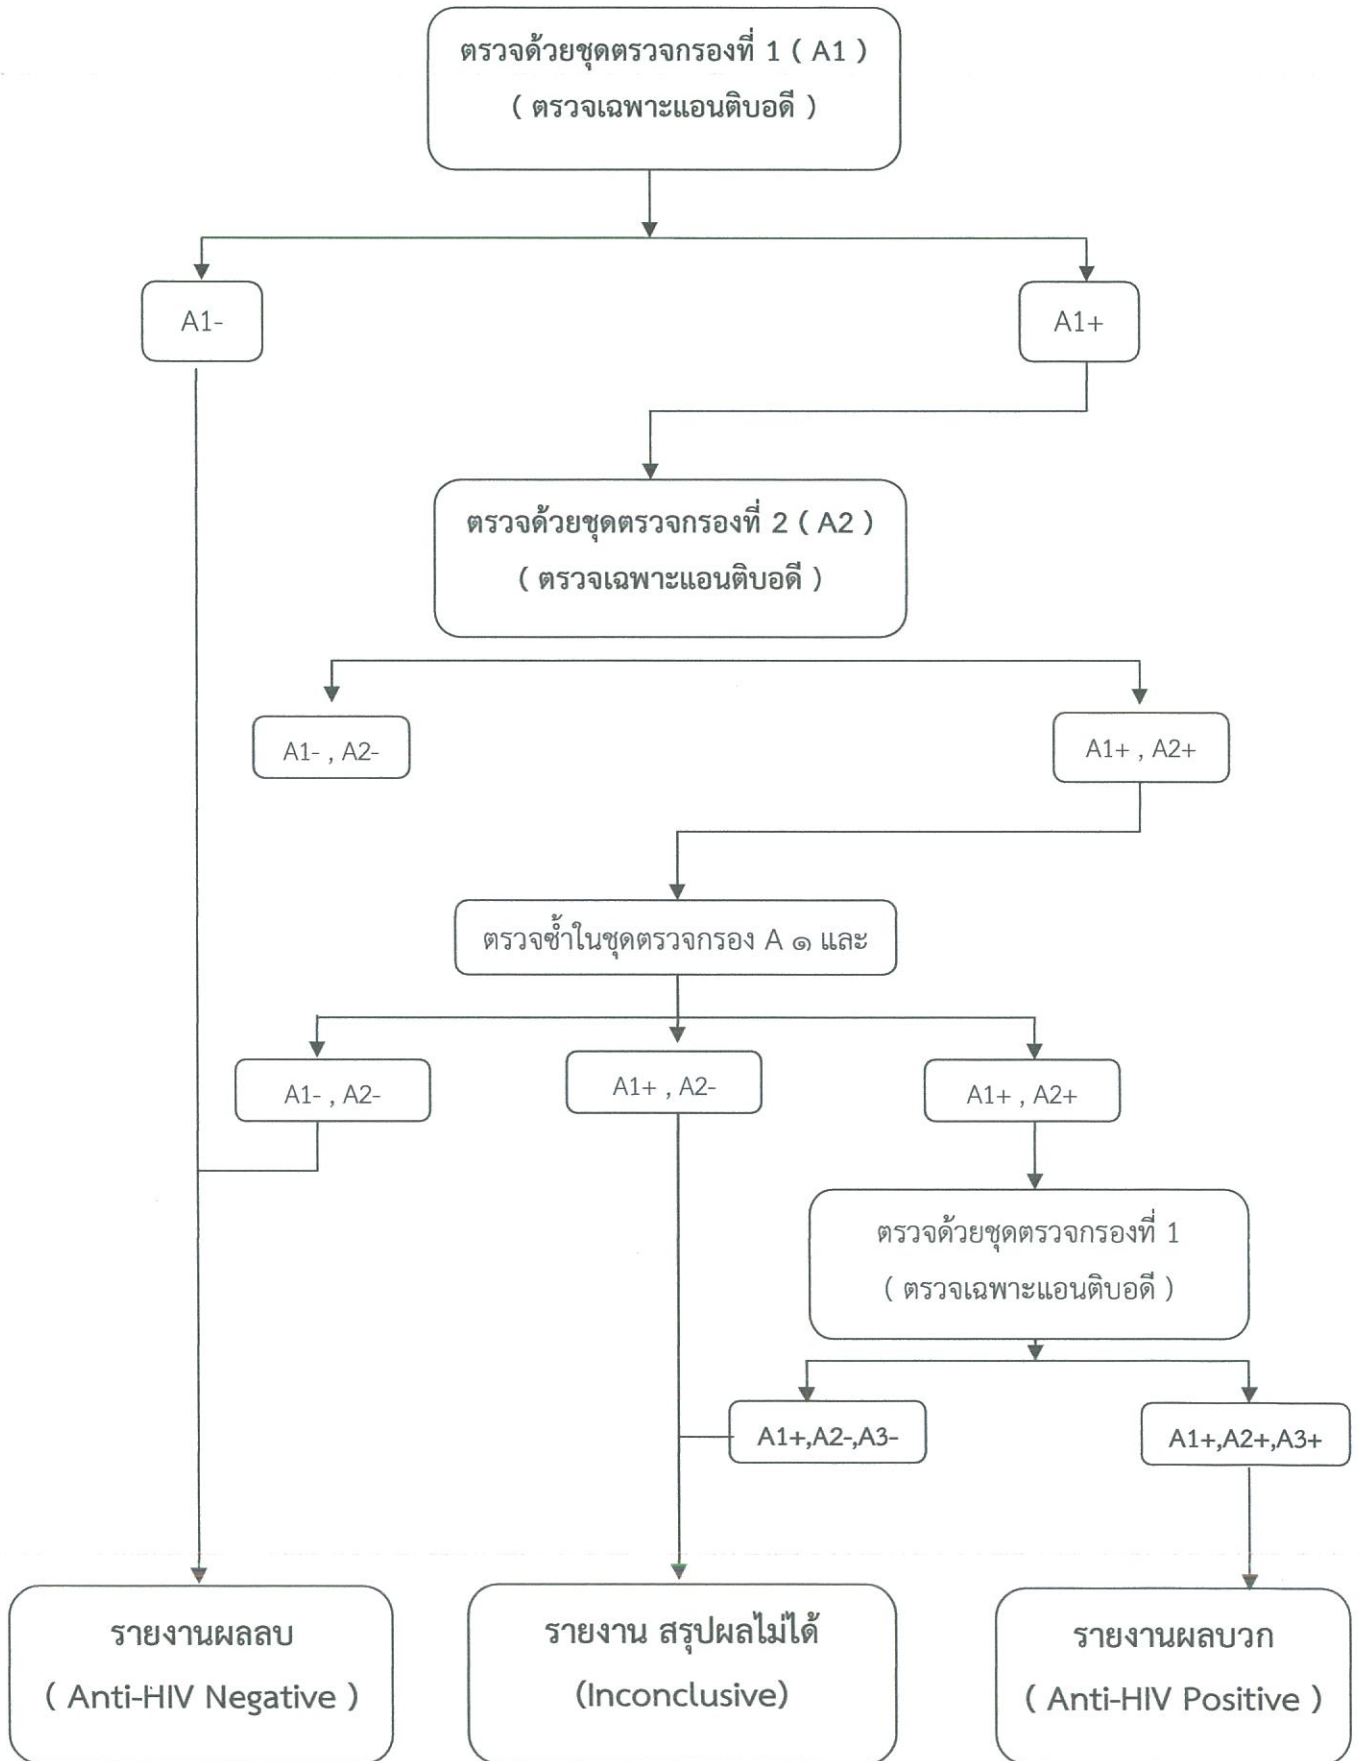 ตรวจด้วยชุดตรวจกรองที่ 1 ( A1 )
( ตรวจเฉพาะแอนติบอดี )
A1-
A1+
ตรวจด้วยชุดตรวจกรองที่ 2 ( A2 )
( ตรวจเฉพาะแอนติบอดี )
A1- , A2-
A1+ , A2+
ตรวจซ้ำในชุดตรวจกรอง A ๑ และ
A1- , A2-
A1+ , A2-
A1+ , A2+
ตรวจด้วยชุดตรวจกรองที่ 1
( ตรวจเฉพาะแอนติบอดี )
A1+,A2-,A3-
A1+,A2+,A3+
รายงานผลลบ
( Anti-HIV Negative )
รายงาน สรุปผลไม่ได้
(Inconclusive)
รายงานผลบวก
( Anti-HIV Positive )